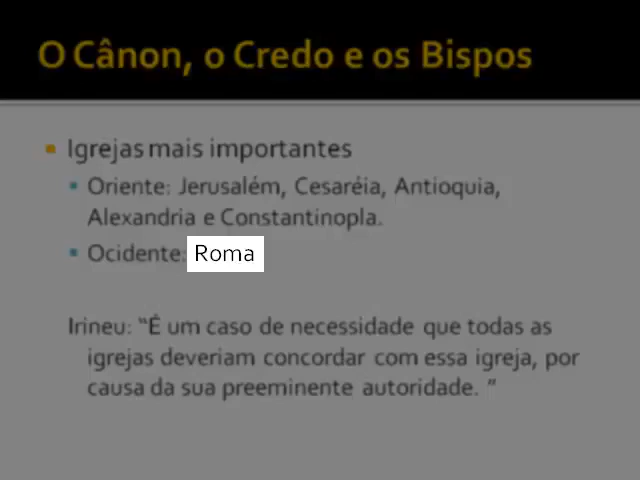 O Cânon, o Credo e os Bispos
Igrejas mais importantes
Oriente: Jerusalém, Cesaréia, Antioquia,
Alexandria e Constantinopla.
Ocidente: Roma
Irineu: “É um caso de necessidade que todas as
igrejas deveriam concordar com essa igreja, por
causa da sua preeminente autoridade. ”